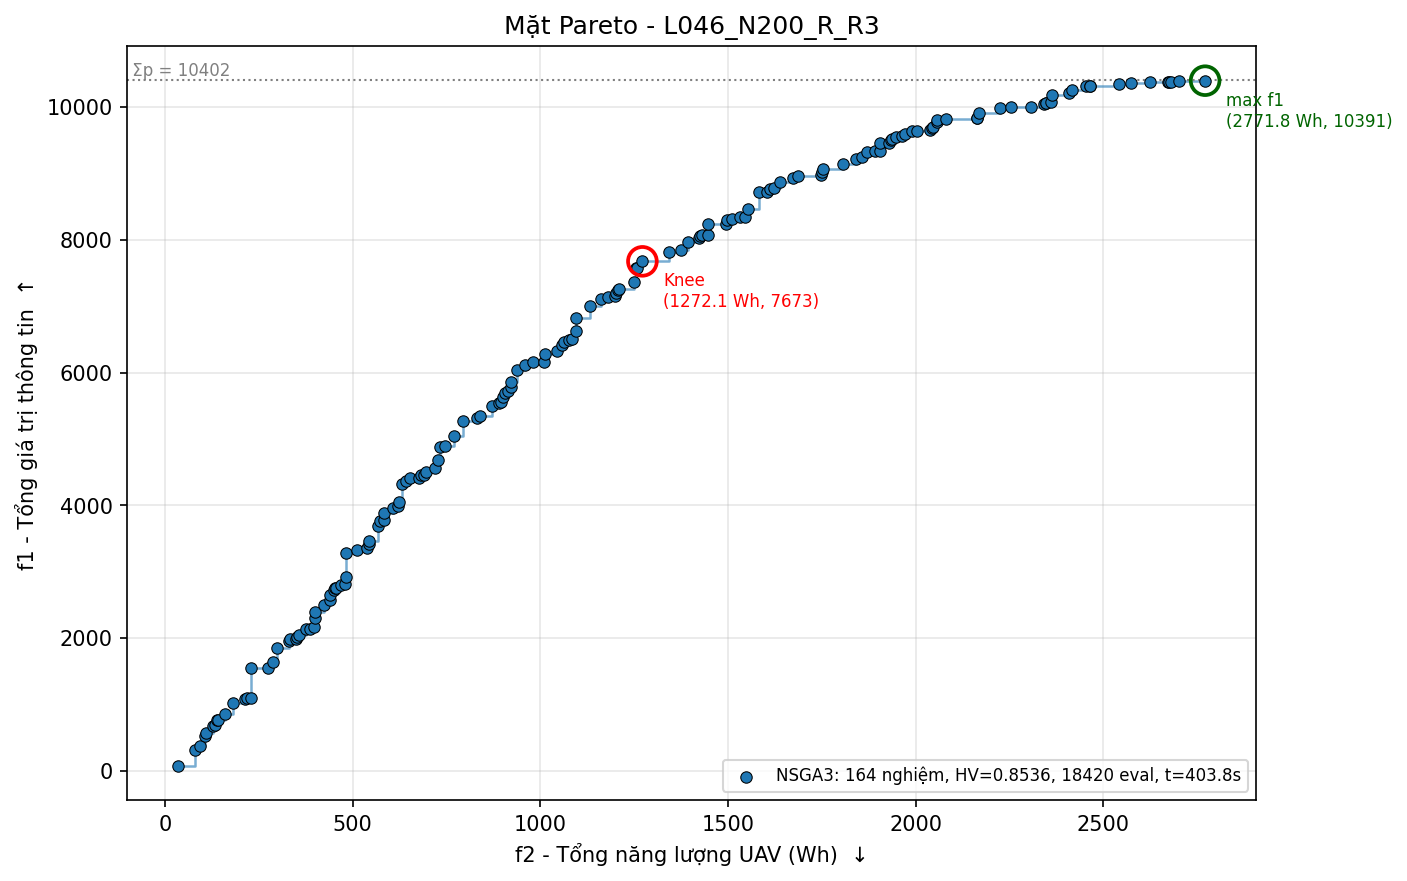 Mặt Pareto - L046_N200_R_R3
Σp = 10402
max f1
(2771.8 Wh, 10391)
Knee
(1272.1 Wh, 7673)
10000
8000
6000
4000
2000
0
f1 - Tổng giá trị thông tin ↑
NSGA3: 164 nghiệm, HV=0.8536, 18420 eval, t=403.8s
0 500 1000 1500 2000 2500
f2 - Tổng năng lượng UAV (Wh) ↓